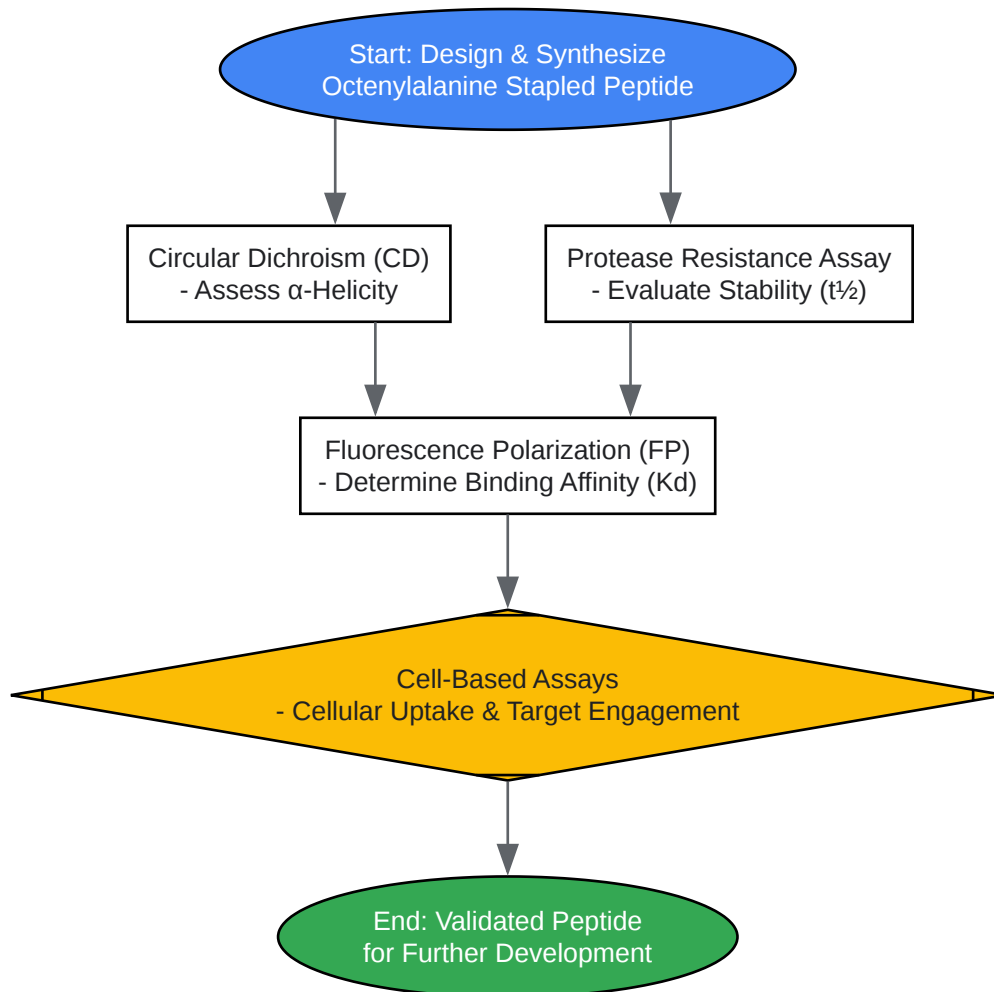 Start: Design & Synthesize
Octenylalanine Stapled Peptide
Circular Dichroism (CD)
- Assess α-Helicity
Protease Resistance Assay
- Evaluate Stability (t½)
Fluorescence Polarization (FP)
- Determine Binding Affinity (Kd)
Cell-Based Assays
- Cellular Uptake & Target Engagement
End: Validated Peptide
for Further Development